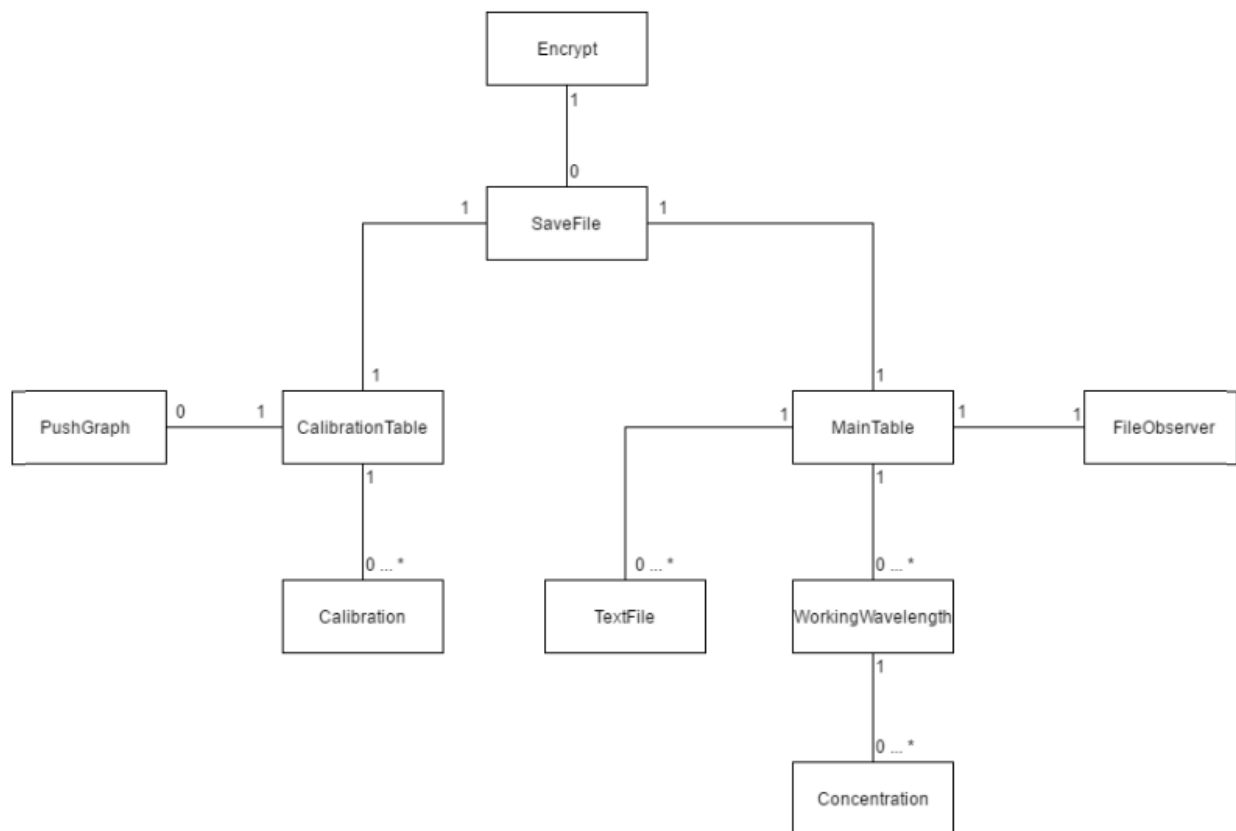 Encrypt
1
0
SaveFile
1
1
1
1
PushGraph
0
1
CalibrationTable
1
MainTable
1
1
FileObserver
1
1
0 ... *
0 ... *
0 ... *
Calibration
TextFile
WorkingWavelength
1
0 ... *
Concentration